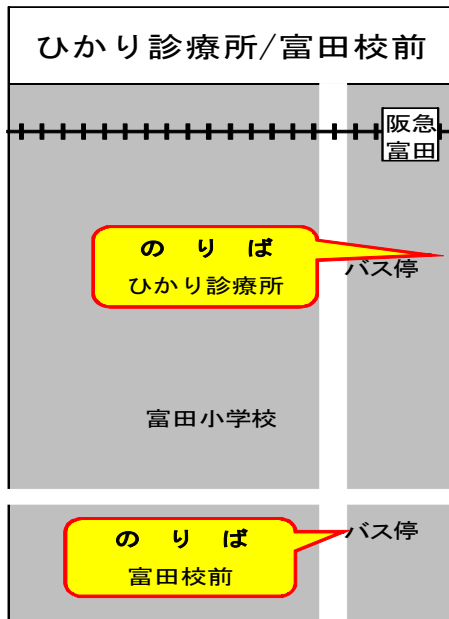 ひかり診療所/富田校前
阪急
富田
のりば
ひかり診療所
バス停
富田小学校
のりば
富田校前
バス停